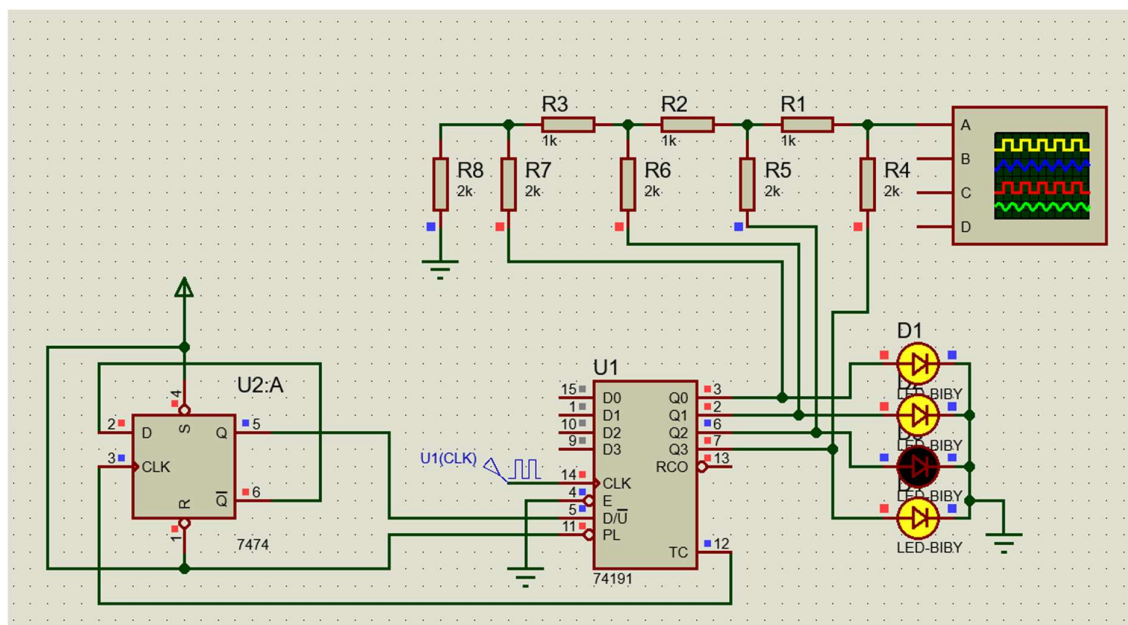 R3
R2
R1
1k
1k
1k
A
B
C
D
R8
2k
R7
2k
R6
2k
R5
2k
R4
2k
U2:A
4
S
2
D
Q
5
3
CLK
R
Q
6
1
7474
U1
15
D0
Q0
3
1
D1
Q1
2
10
D2
Q2
6
9
D3
Q3
7
RCO
13
U1(CLK)
14
CLK
4
E
5
D/U
11
PL
TC
12
74191
D1
LED-BIBY
LED-BIBY
LED-BIBY
LED-BIBY